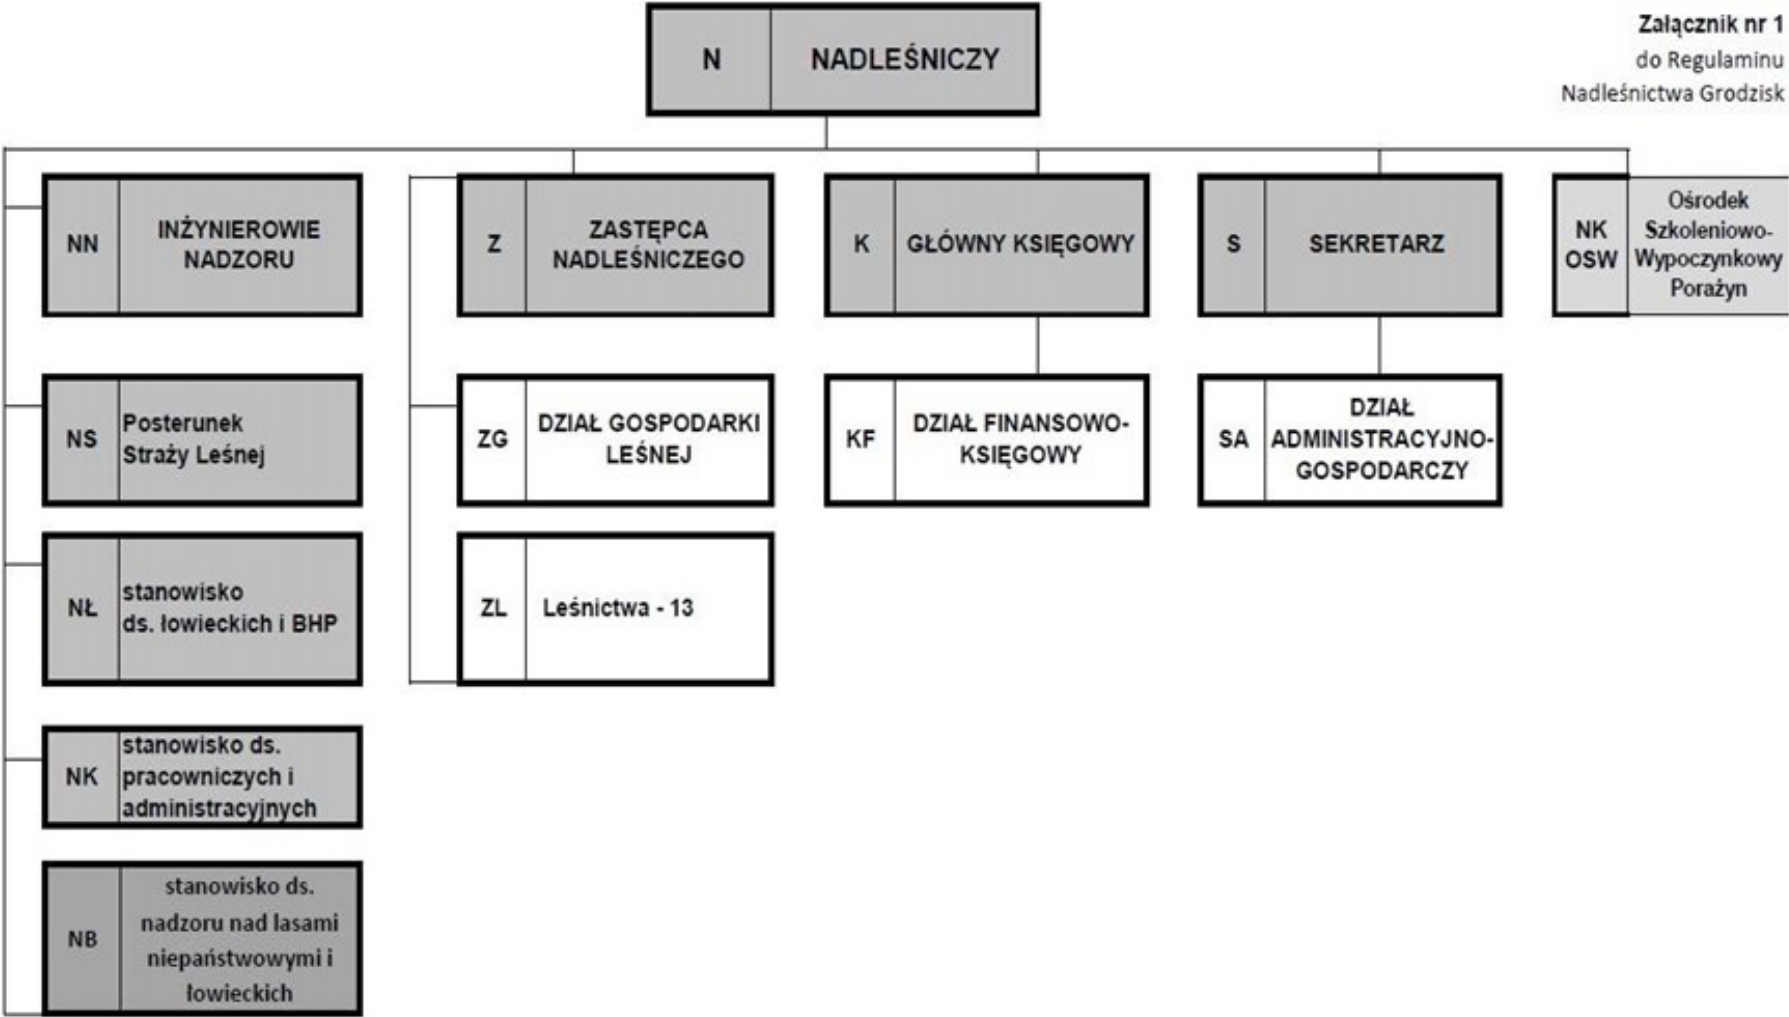 N NADLEŚNICZY
Załącznik nr 1
do Regulaminu
Nadleśnictwa Grodzisk
NN
INŻYNIEROWIE
NADZORU
Z
ZASTĘPCA
NADLEŚNICZEGO
K
GŁÓWNY KSIĘGOWY
S
SEKRETARZ
NK
OSW
Ośrodek
Szkoleniowo-
Wypoczynkowy
Porażyn
NS
Posterunek
Straży Leśnej
ZG
DZIAŁ GOSPODARKI
LEŚNEJ
KF
DZIAŁ FINANSOWO-
KSIĘGOWY
SA
DZIAŁ
ADMINISTRACYJNO-
GOSPODARCZY
NŁ
stanowisko
ds. łowieckich i BHP
ZL
Leśnictwa - 13
NK
stanowisko ds.
pracowniczych i
administracyjnych
NB
stanowisko ds.
nadzoru nad lasami
niepaństwowymi i
łowieckich